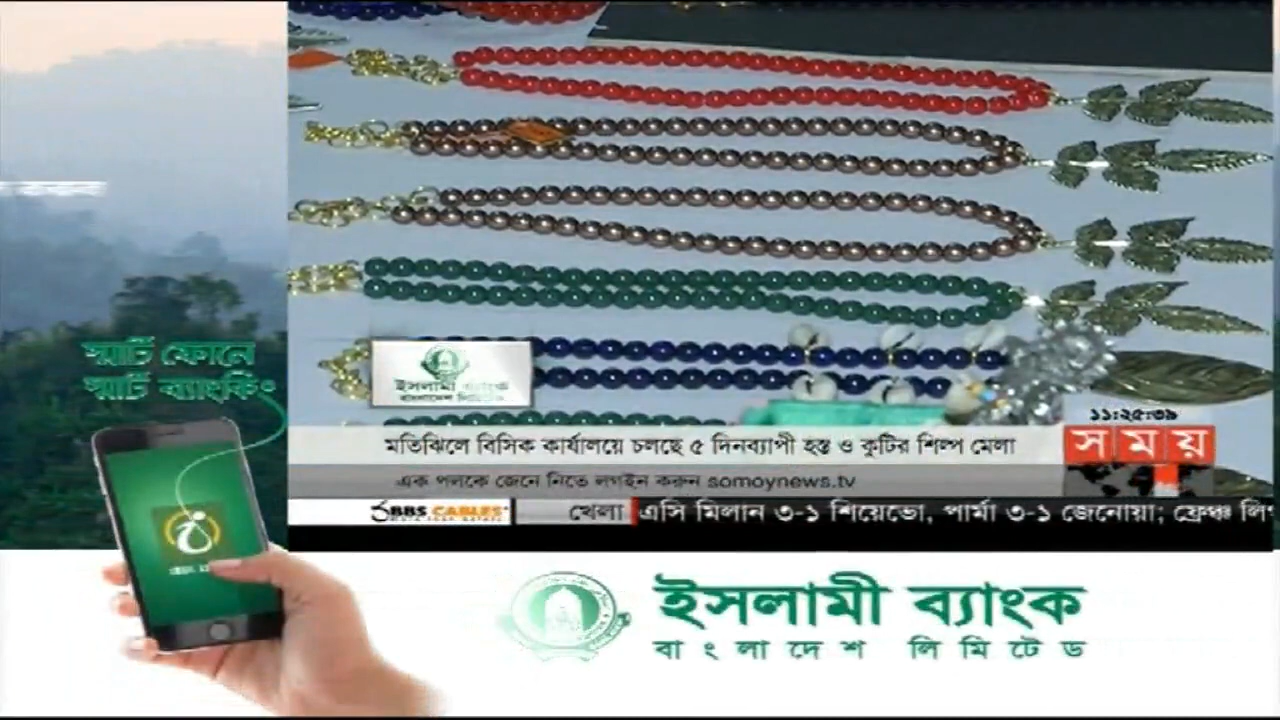 স্মার্ট ফোনে
স্মার্ট ব্যাংকিং
ইসলামী ব্যাংক
বাংলাদেশ লিমিটেড
১১:২৫:৩৯
মতিঝিলে বিসিক কার্যালয়ে চলছে ৫ দিনব্যাপী হস্ত ও কুটির শিল্প মেলা
সময়
এক পলকে জেনে নিতে লগইন করুন somoynews.tv
BBS CABLES
খেলা এসি মিলান ৩-১ শিয়েভো, পার্মা ৩-১ জেনোয়া; ফ্রেঞ্চ
ইসলামী ব্যাংক
বাংলাদেশ লিমিটেড